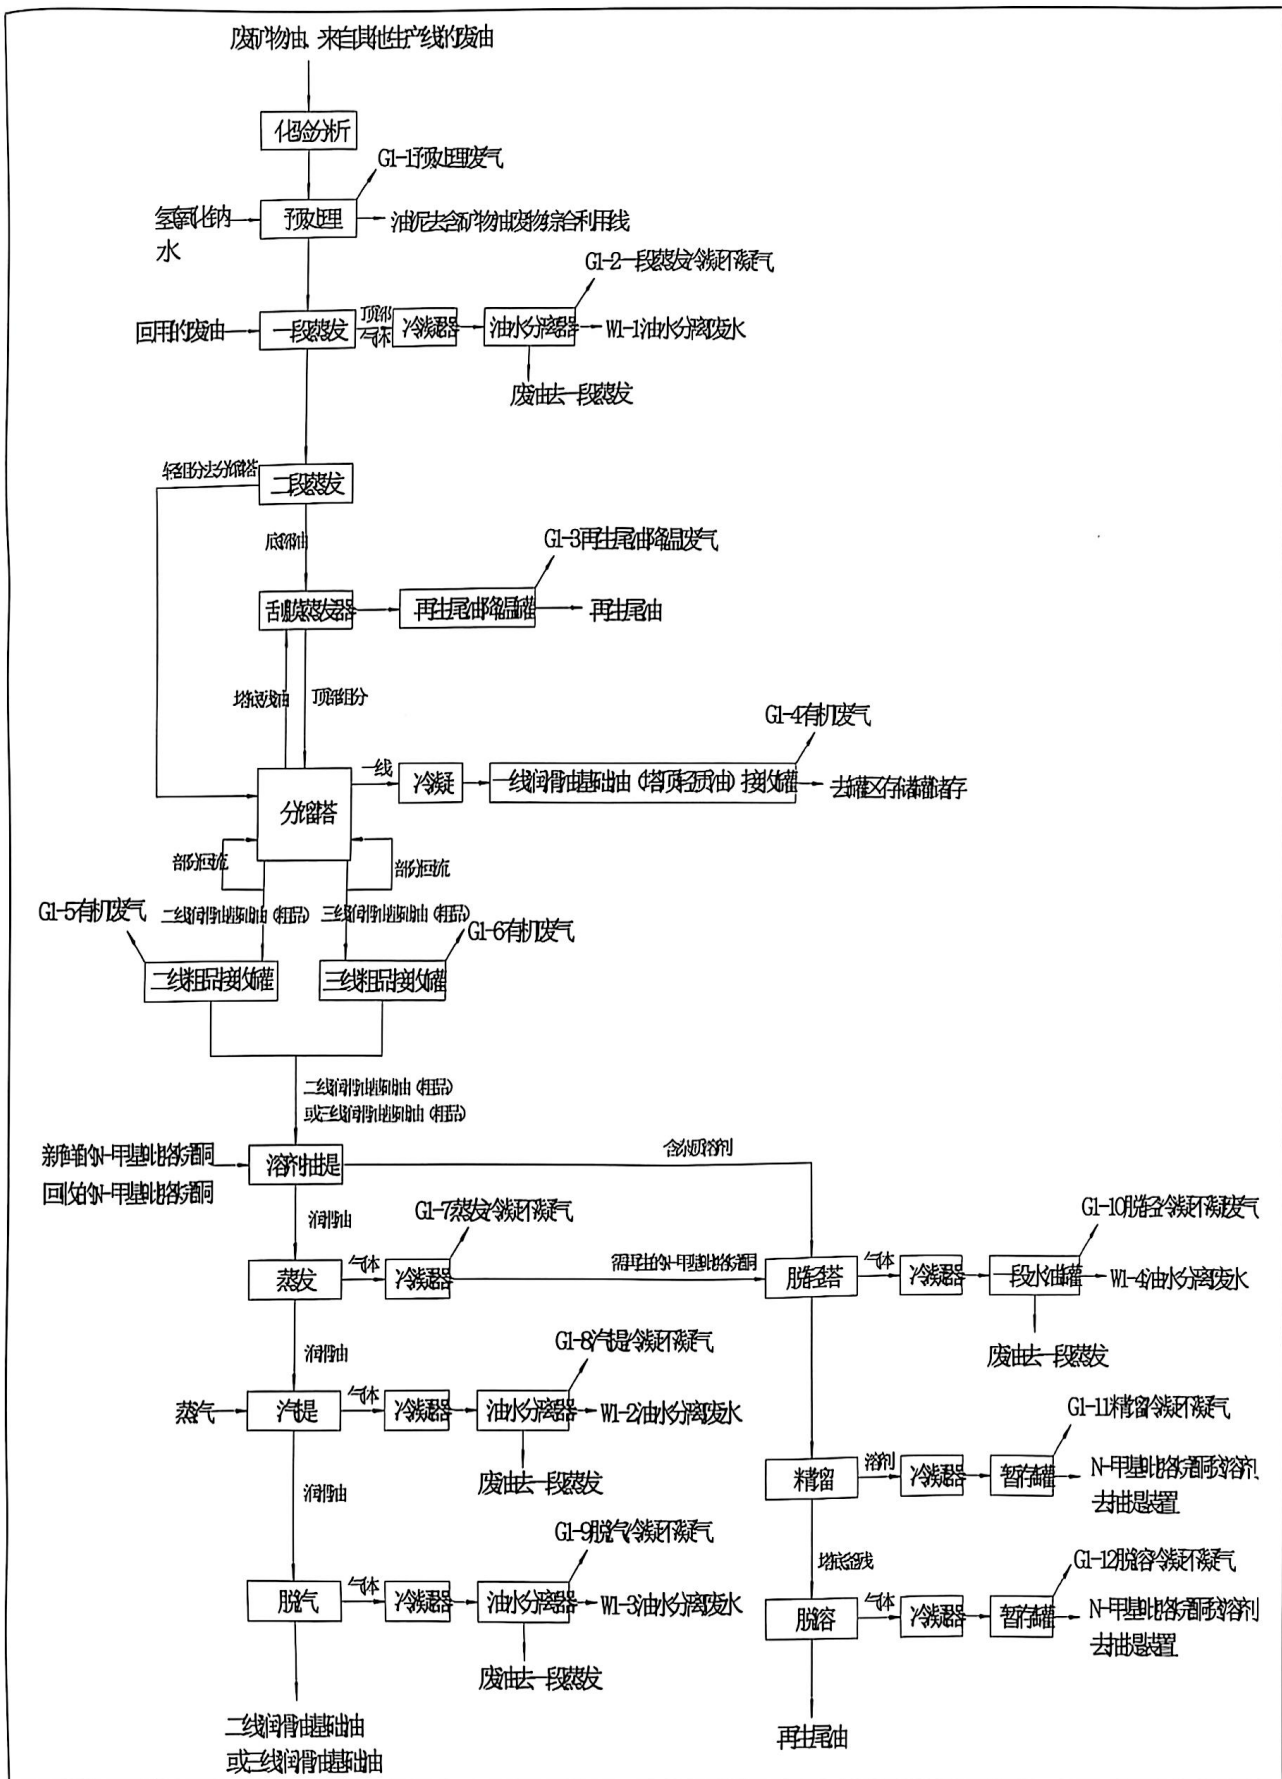 废矿物油、来自其他生产线的废油
化验分析
G1-1预处理废气
氢氧化钠
水
预处理
油泥去含矿物油废物综合利用线
G1-2一段蒸发冷凝不凝气
回用的废油
一段蒸发
顶部
气体
冷凝器
油水分离器
W1-1油水分离废水
废油去一段蒸发
轻组分去分馏塔
二段蒸发
底部油
G1-3再生尾油降温废气
刮膜蒸发器
再生尾油降温罐
再生尾油
塔底残油
顶部组分
G1-4有机废气
一线
冷凝
一线润滑油基础油（塔顶轻质油）接收罐
去罐区存储罐储存
分馏塔
部分回流
部分回流
G1-5有机废气
二线润滑油基础油（粗品）
三线润滑油基础油（粗品）
G1-6有机废气
二线粗品接收罐
三线粗品接收罐
二线润滑油基础油（粗品）
或三线润滑油基础油（粗品）
新鲜的N-甲基吡咯烷酮
回收的N-甲基吡咯烷酮
溶剂抽提
含杂质溶剂
润滑油
G1-7蒸发冷凝不凝气
蒸发
气体
冷凝器
需再生的N-甲基吡咯烷酮
脱轻塔
气体
冷凝器
一段水油罐
G1-10脱轻冷凝不凝废气
W1-4油水分离废水
废油去一段蒸发
润滑油
G1-8汽提冷凝不凝气
蒸气
汽提
气体
冷凝器
油水分离器
W1-2油水分离废水
废油去一段蒸发
G1-11精馏冷凝不凝气
精馏
溶剂
冷凝器
暂存罐
N-甲基吡咯烷酮溶剂
去抽提装置
润滑油
G1-9脱汽冷凝不凝气
脱气
气体
冷凝器
油水分离器
W1-3油水分离废水
废油去一段蒸发
塔底釜残
G1-12脱溶冷凝不凝气
脱溶
气体
冷凝器
暂存罐
N-甲基吡咯烷酮溶剂
去抽提装置
二线润滑油基础油
或三线润滑油基础油
再生尾油